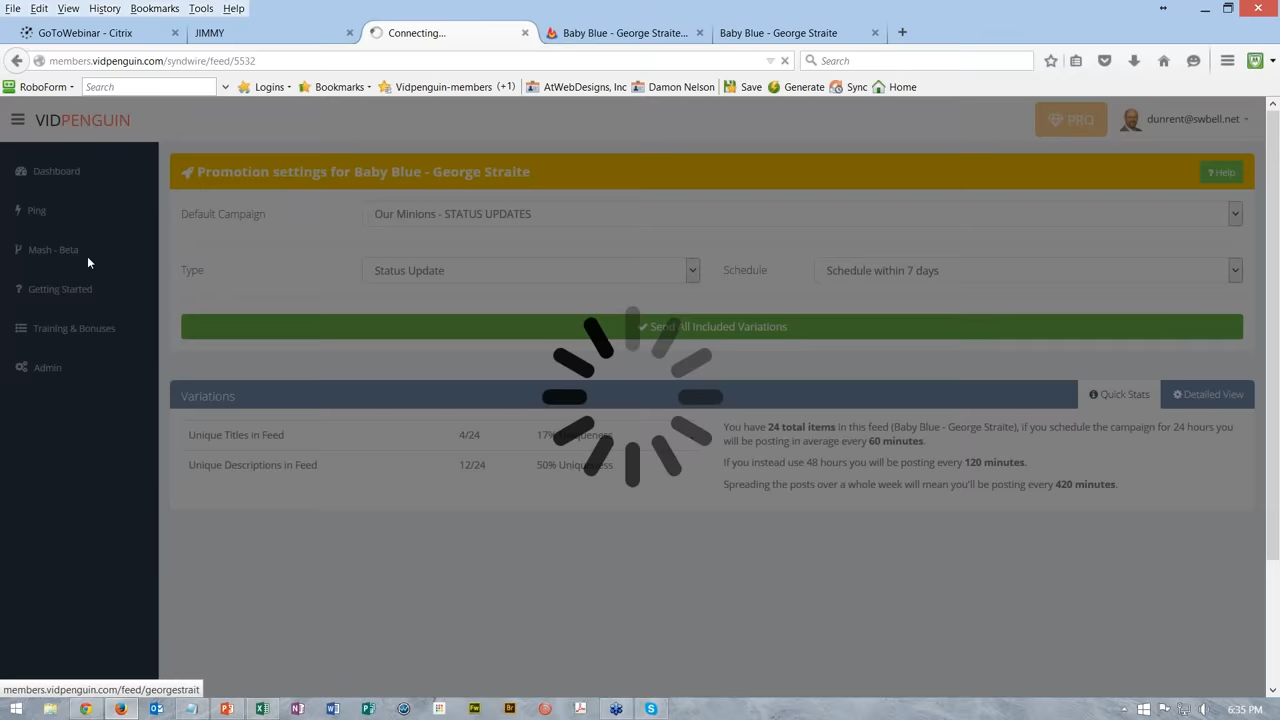 File Edit View History Bookmarks Tools Help
GoToWebinar - Citrix × JIMMY × Connecting... × Baby Blue - George Straite... × Baby Blue - George Straite ×
members.vidpenguin.com/syndwire/feed/5532 Search
RoboForm Search Logins Bookmarks Vidpenguin-members (+1) AtWebDesigns, Inc Damon Nelson Save Generate Sync Home
VIDPENGUIN PRO dunrent@swbell.net
Dashboard
Ping
Mash - Beta
Getting Started
Training & Bonuses
Admin
Promotion settings for Baby Blue - George Straite ? Help
Default Campaign Our Minions - STATUS UPDATES
Type Status Update Schedule Schedule within 7 days
Send All Included Variations
Variations Quick Stats Detailed View
Unique Titles in Feed 4/24 17% Uniqueness
Unique Descriptions in Feed 12/24 50% Uniqueness
You have 24 total items in this feed (Baby Blue - George Straite), if you schedule the campaign for 24 hours you
will be posting in average every 60 minutes.
If you instead use 48 hours you will be posting every 120 minutes.
Spreading the posts over a whole week will mean you'll be posting every 420 minutes.
members.vidpenguin.com/feed/georgestrait
6:35 PM